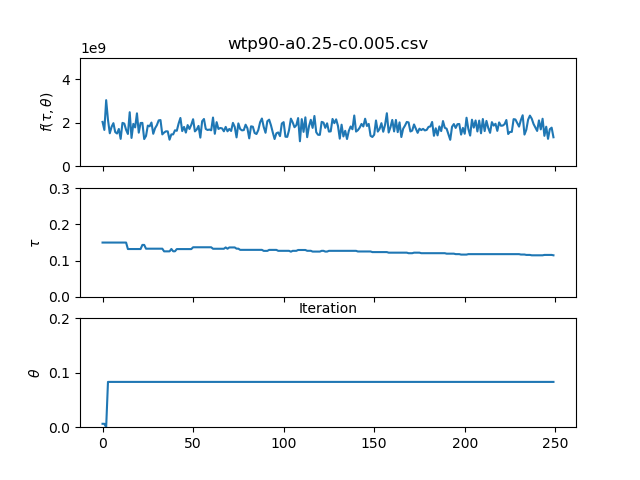 wtp90-a0.25-c0.005.csv
1e9
4
2
0
f(τ, θ)
0.3
0.2
0.1
0.0
τ
Iteration
0.2
0.1
0.0
θ
0 50 100 150 200 250